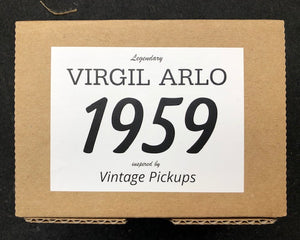 Legendary
VIRGIL ARLO
1959
inspired by
Vintage Pickups